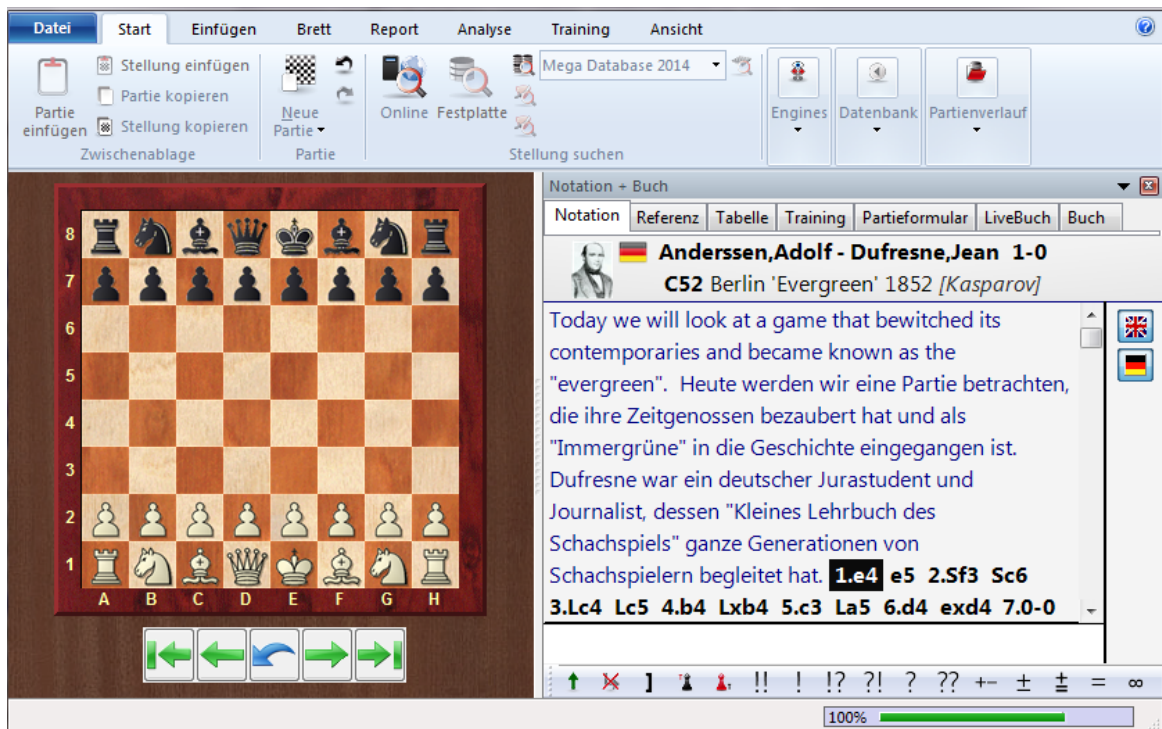 Datei Start Einfügen Brett Report Analyse Training Ansicht
Stellung einfügen
Partie kopieren
Stellung kopieren
Partie
einfügen
Zwischenablage
Neue
Partie
Partie
Online Festplatte
Mega Database 2014
Stellung suchen
Engines Datenbank Partienverlauf
Notation + Buch
Notation Referenz Tabelle Training Partieformular LiveBuch Buch
Anderssen,Adolf - Dufresne,Jean 1-0
C52 Berlin 'Evergreen' 1852 [Kasparov]
Today we will look at a game that bewitched its
contemporaries and became known as the
"evergreen". Heute werden wir eine Partie betrachten,
die ihre Zeitgenossen bezaubert hat und als
"Immergrüne" in die Geschichte eingegangen ist.
Dufresne war ein deutscher Jurastudent und
Journalist, dessen "Kleines Lehrbuch des
Schachspiels" ganze Generationen von
Schachspielern begleitet hat. 1.e4 e5 2.Sf3 Sc6
3.Lc4 Lc5 4.b4 Lxb4 5.c3 La5 6.d4 exd4 7.0-0
8
7
6
5
4
3
2
1
A B C D E F G H
] !! ! !? ?! ? ?? +− ± ⩲ = ∞
100%